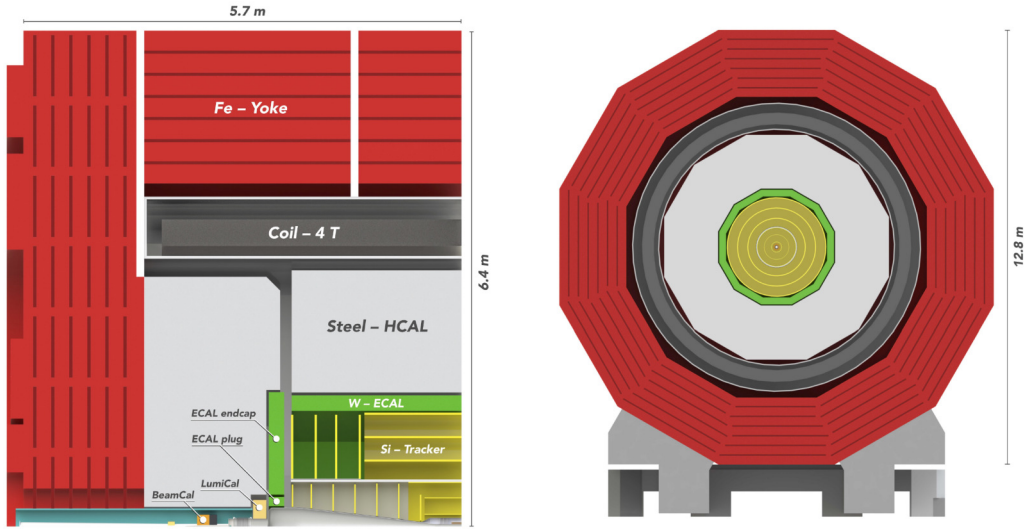 5.7 m
Fe – Yoke
Coil – 4 T
6.4 m
Steel – HCAL
W – ECAL
ECAL endcap
ECAL plug
Si – Tracker
LumiCal
BeamCal
12.8 m